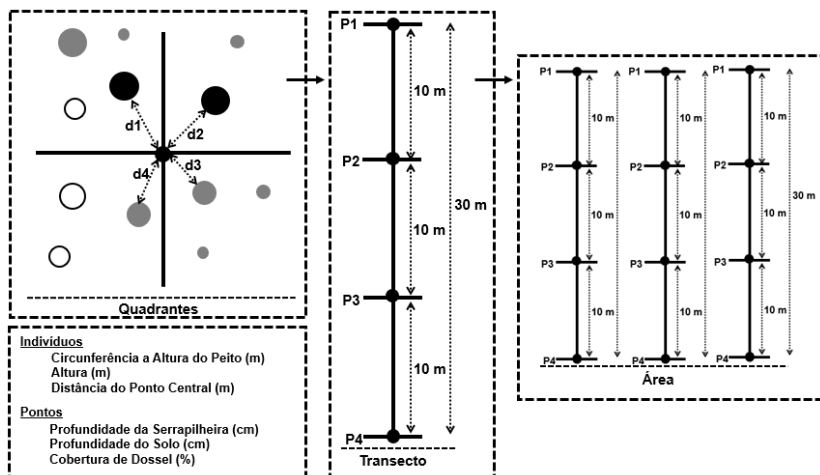 d1
d2
d3
d4
Quadrantes
Indivíduos
Circunferência a Altura do Peito (m)
Altura (m)
Distância do Ponto Central (m)
Pontos
Profundidade da Serrapilheira (cm)
Profundidade do Solo (cm)
Cobertura de Dossel (%)
P1
10 m
P2
10 m
30 m
P3
10 m
P4
Transecto
P1
10 m
P2
10 m
30 m
P3
10 m
P4
P1
10 m
P2
10 m
30 m
P3
10 m
P4
P1
10 m
P2
10 m
30 m
P3
10 m
P4
Área